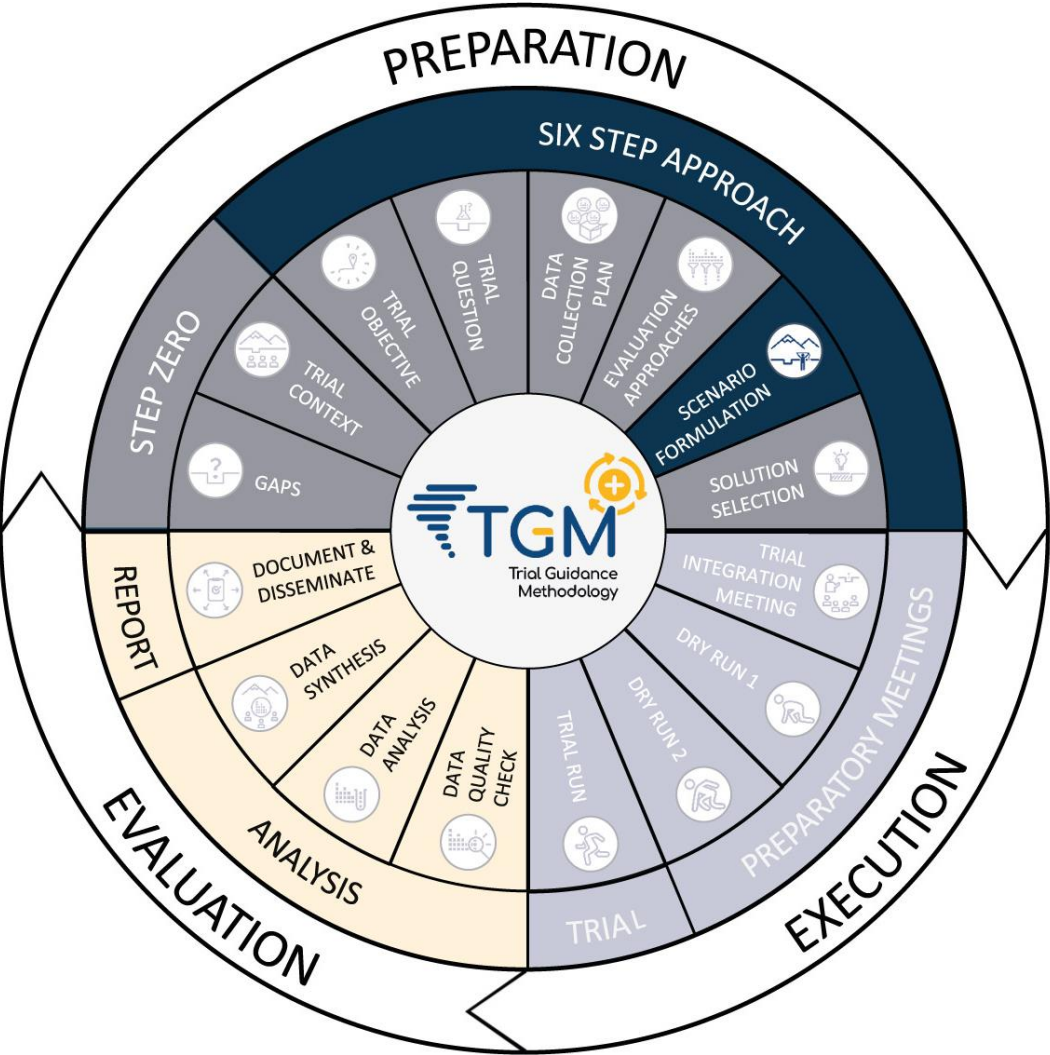 PREPARATION
SIX STEP APPROACH
STEP ZERO
GAPS
TRIAL
CONTEXT
TRIAL
OBJECTIVE
TRIAL
QUESTION
DATA
COLLECTION
PLAN
EVALUATION
APPROACHES
SCENARIO
FORMULATION
SOLUTION
SELECTION
TGM
Trial Guidance
Methodology
EXECUTION
PREPARATORY MEETINGS
TRIAL
INTEGRATION
MEETING
DRY RUN 1
DRY RUN 2
TRIAL
TRIAL RUN
EVALUATION
ANALYSIS
DATA
QUALITY
CHECK
DATA
ANALYSIS
DATA
SYNTHESIS
REPORT
DOCUMENT &
DISSEMINATE